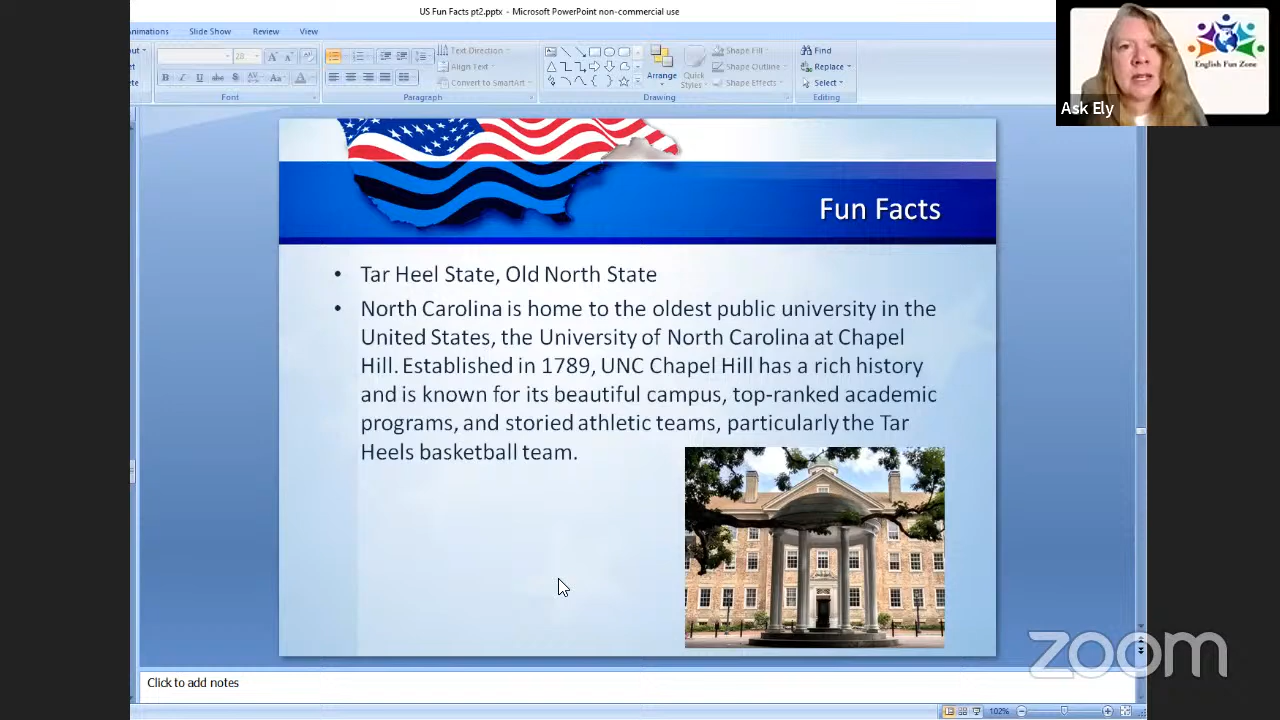 US Fun Facts pt2.pptx - Microsoft PowerPoint non-commercial use
nimations Slide Show Review View
Text Direction
Align Text
Convert to SmartArt
Arrange
Quick Styles
Shape Fill
Shape Outline
Shape Effects
Find
Replace
Select
Font Paragraph Drawing Editing
English Fun Zone
Ask Ely
Fun Facts
• Tar Heel State, Old North State
• North Carolina is home to the oldest public university in the
United States, the University of North Carolina at Chapel
Hill. Established in 1789, UNC Chapel Hill has a rich history
and is known for its beautiful campus, top-ranked academic
programs, and storied athletic teams, particularly the Tar
Heels basketball team.
zoom
Click to add notes
102%